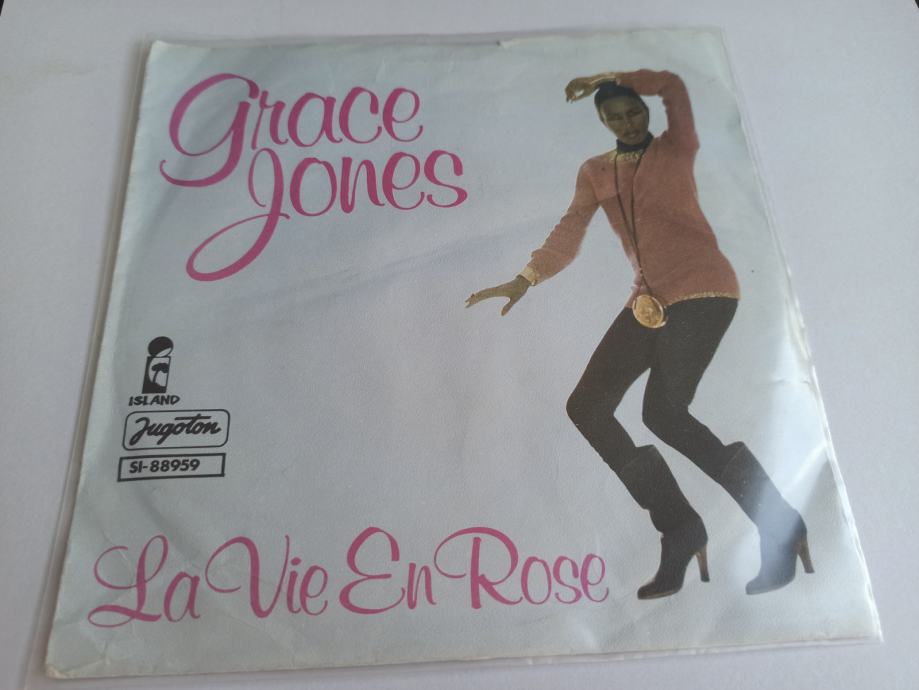 Grace
Jones
ISLAND
Jugoton
SI-88959
La Vie En Rose